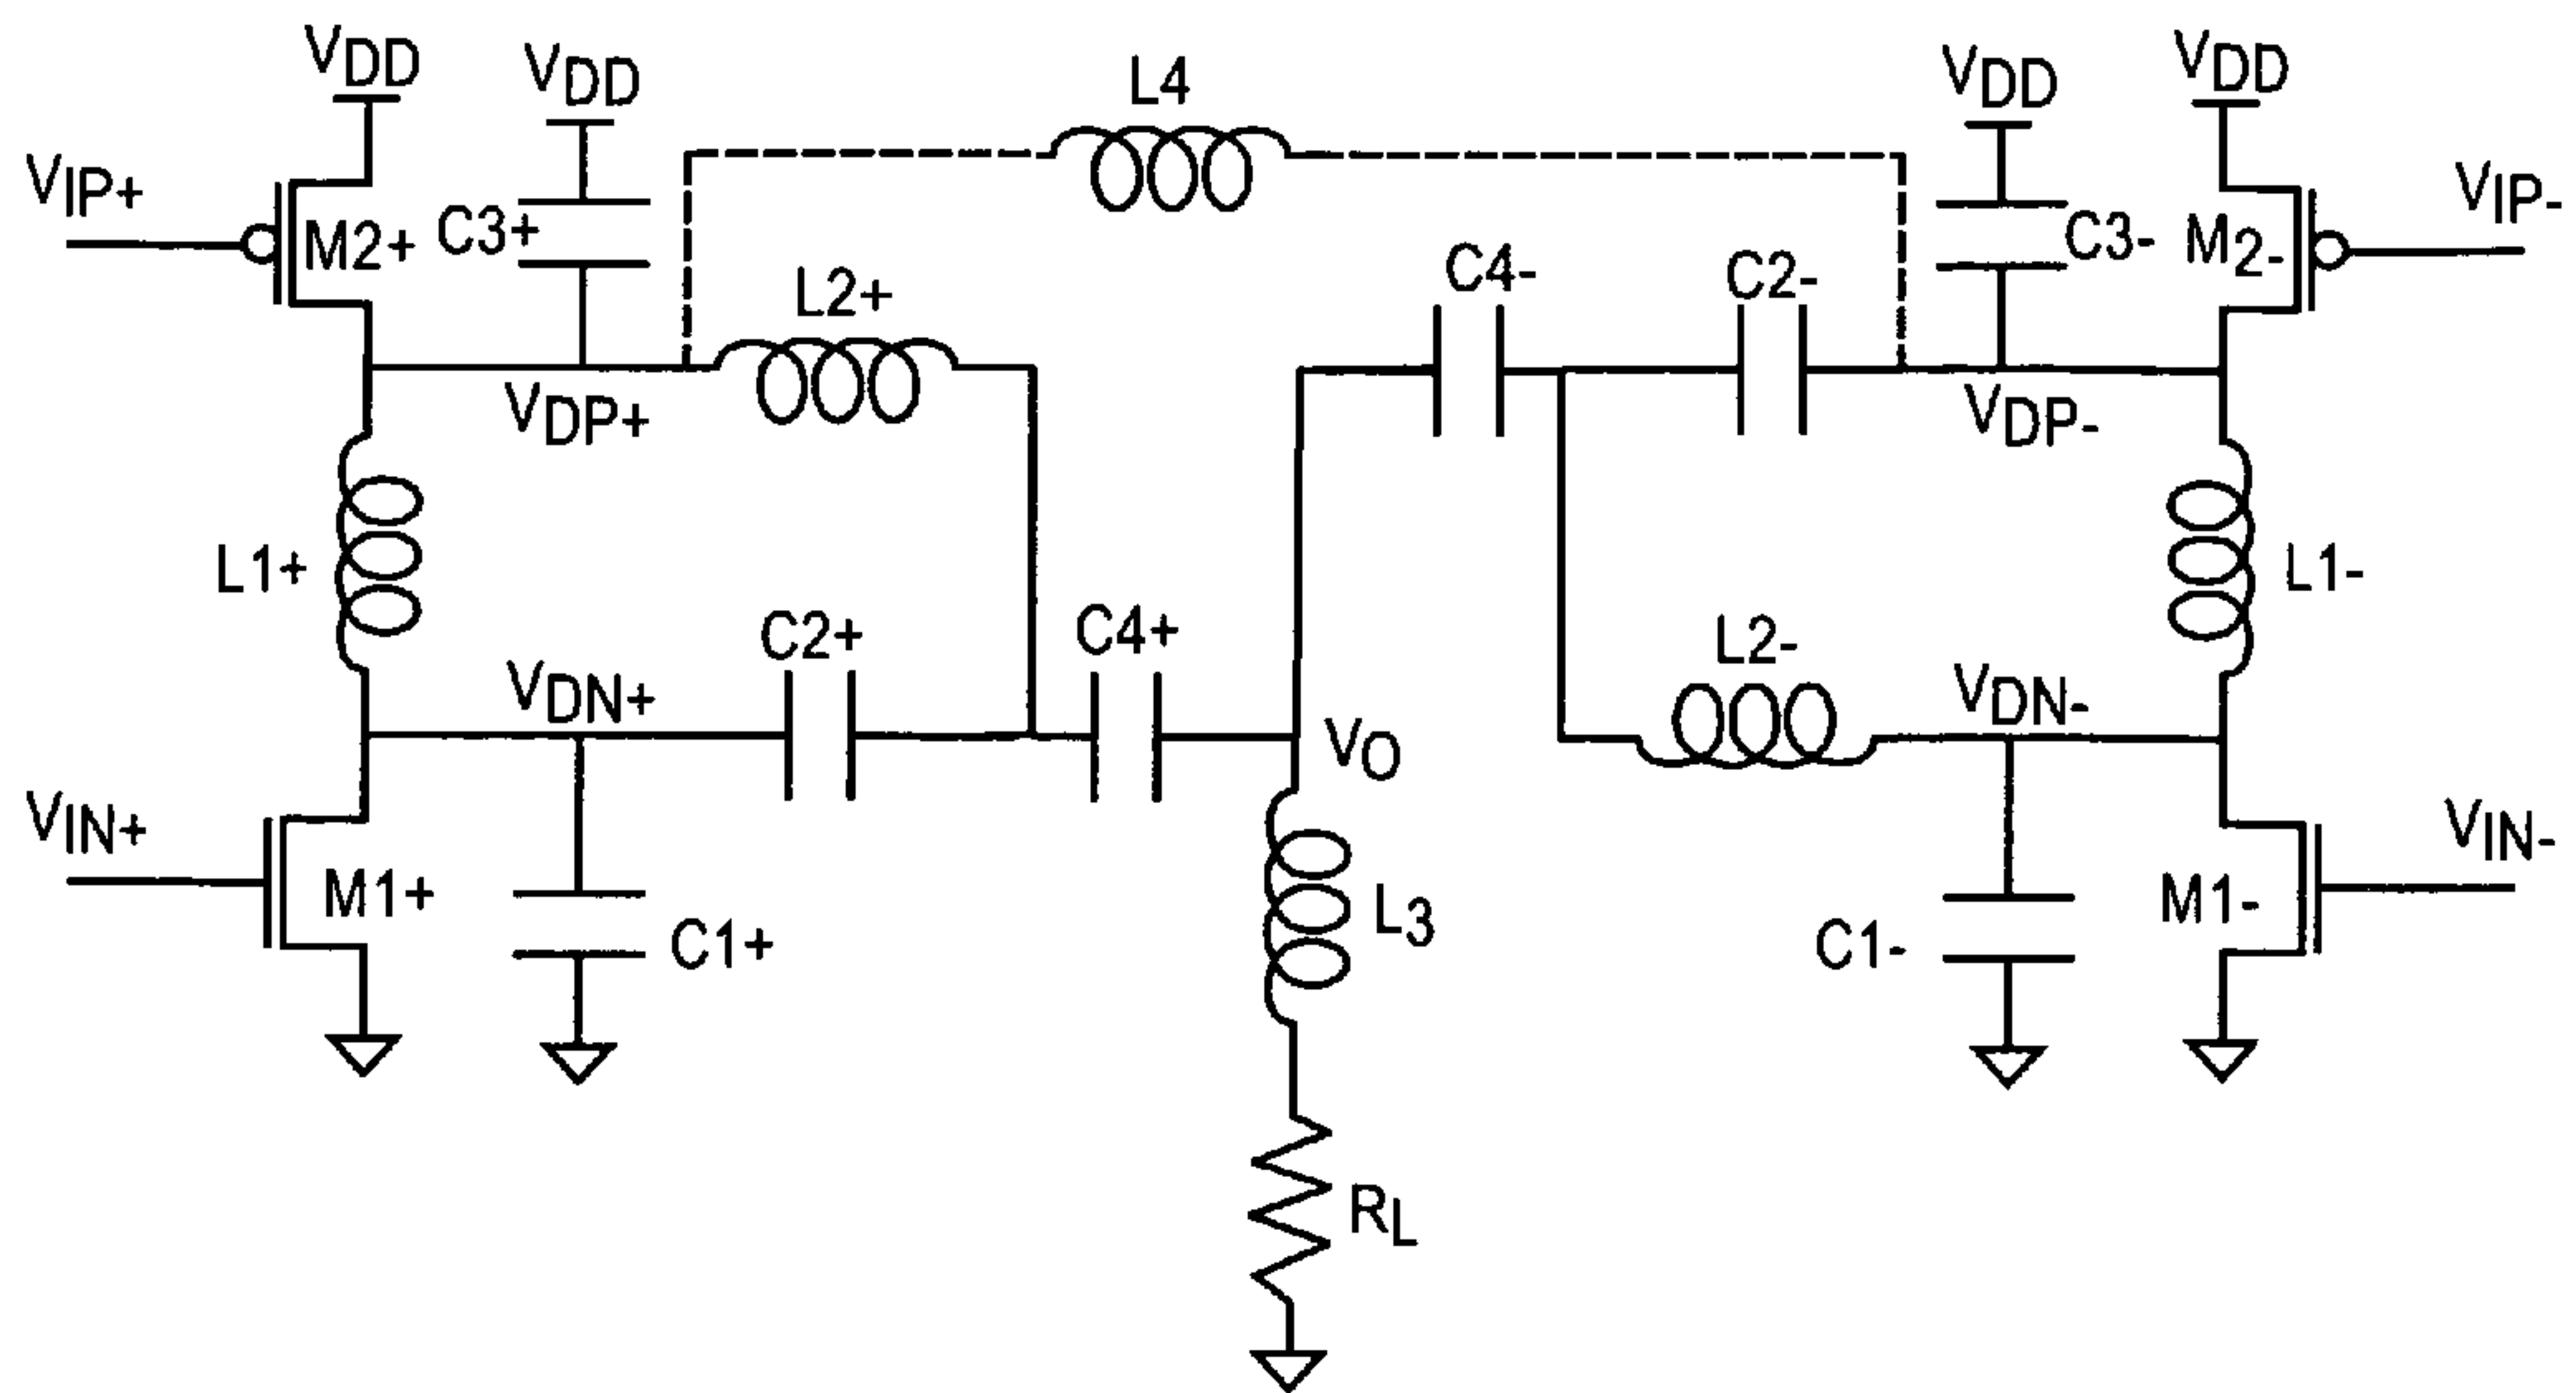 VDD
VDD
L4
VDD
VDD
VIP+
M2+
C3+
L2+
C4-
C2-
C3-
M2-
VIP-
VDP+
VDP-
L1+
L1-
C2+
C4+
L2-
VDN+
VO
VDN-
VIN+
M1+
C1+
L3
C1-
M1-
VIN-
RL